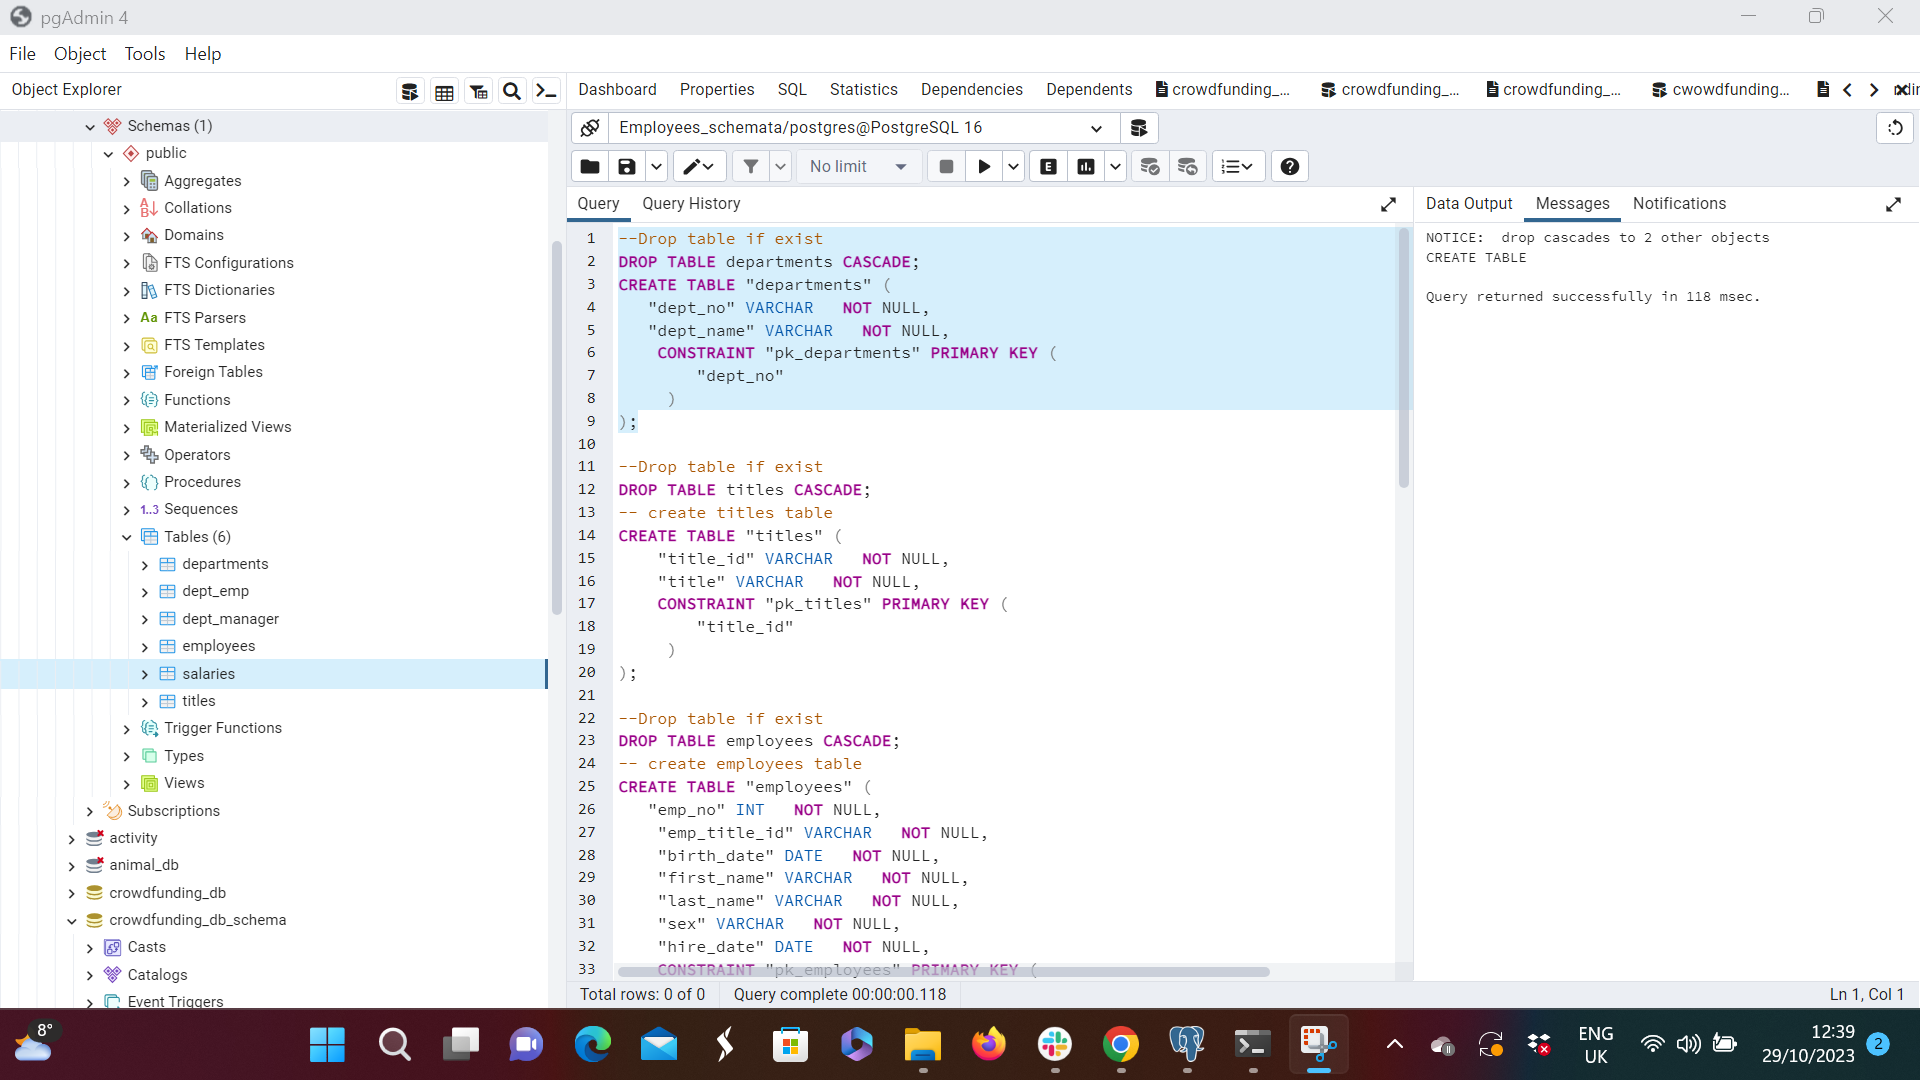 pgAdmin 4
File Object Tools Help
Object Explorer
Dashboard Properties SQL Statistics Dependencies Dependents crowdfunding_... crowdfunding_... crowdfunding_... cwowdfunding...
Employees_schemata/postgres@PostgreSQL 16
No limit
E
Query Query History
Data Output Messages Notifications
Schemas (1)
public
Aggregates
Collations
Domains
FTS Configurations
FTS Dictionaries
Aa FTS Parsers
FTS Templates
Foreign Tables
Functions
Materialized Views
Operators
Procedures
1..3 Sequences
Tables (6)
departments
dept_emp
dept_manager
employees
salaries
titles
Trigger Functions
Types
Views
Subscriptions
activity
animal_db
crowdfunding_db
crowdfunding_db_schema
Casts
Catalogs
Event Triggers
1 --Drop table if exist
2 DROP TABLE departments CASCADE;
3 CREATE TABLE "departments" (
4 "dept_no" VARCHAR NOT NULL,
5 "dept_name" VARCHAR NOT NULL,
6 CONSTRAINT "pk_departments" PRIMARY KEY (
7 "dept_no"
8 )
9 );
10
11 --Drop table if exist
12 DROP TABLE titles CASCADE;
13 -- create titles table
14 CREATE TABLE "titles" (
15 "title_id" VARCHAR NOT NULL,
16 "title" VARCHAR NOT NULL,
17 CONSTRAINT "pk_titles" PRIMARY KEY (
18 "title_id"
19 )
20 );
21
22 --Drop table if exist
23 DROP TABLE employees CASCADE;
24 -- create employees table
25 CREATE TABLE "employees" (
26 "emp_no" INT NOT NULL,
27 "emp_title_id" VARCHAR NOT NULL,
28 "birth_date" DATE NOT NULL,
29 "first_name" VARCHAR NOT NULL,
30 "last_name" VARCHAR NOT NULL,
31 "sex" VARCHAR NOT NULL,
32 "hire_date" DATE NOT NULL,
33 CONSTRAINT "pk_employees" PRIMARY KEY (
NOTICE: drop cascades to 2 other objects
CREATE TABLE
Query returned successfully in 118 msec.
Total rows: 0 of 0 Query complete 00:00:00.118
Ln 1, Col 1
8°
ENG
UK
12:39
29/10/2023
2